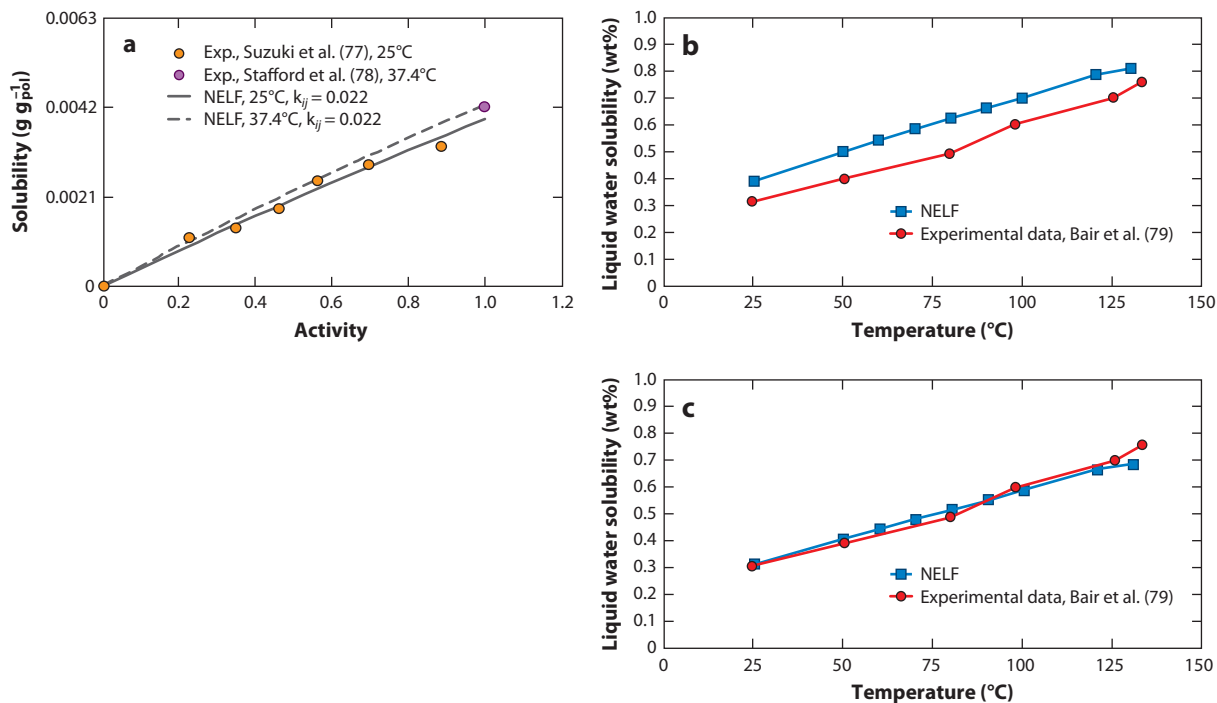 a
Exp., Suzuki et al. (77), 25°C
Exp., Stafford et al. (78), 37.4°C
NELF, 25°C, k_ij = 0.022
NELF, 37.4°C, k_ij = 0.022
0.0063
0.0042
0.0021
0
Solubility (g g⁻¹pol)
0 0.2 0.4 0.6 0.8 1.0 1.2
Activity
b
1.0
0.9
0.8
0.7
0.6
0.5
0.4
0.3
0.2
0.1
0
Liquid water solubility (wt%)
NELF
Experimental data, Bair et al. (79)
0 25 50 75 100 125 150
Temperature (°C)
c
1.0
0.9
0.8
0.7
0.6
0.5
0.4
0.3
0.2
0.1
0
Liquid water solubility (wt%)
NELF
Experimental data, Bair et al. (79)
0 25 50 75 100 125 150
Temperature (°C)